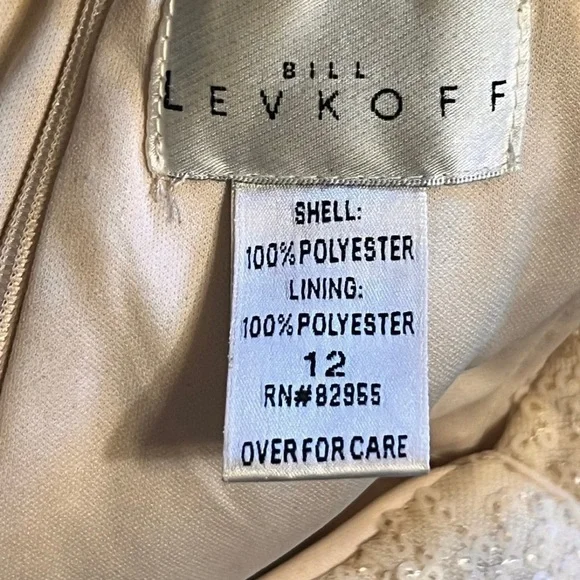 BILL
LEVKOFF
SHELL:
100% POLYESTER
LINING:
100% POLYESTER
12
RN#82955
OVER FOR CARE